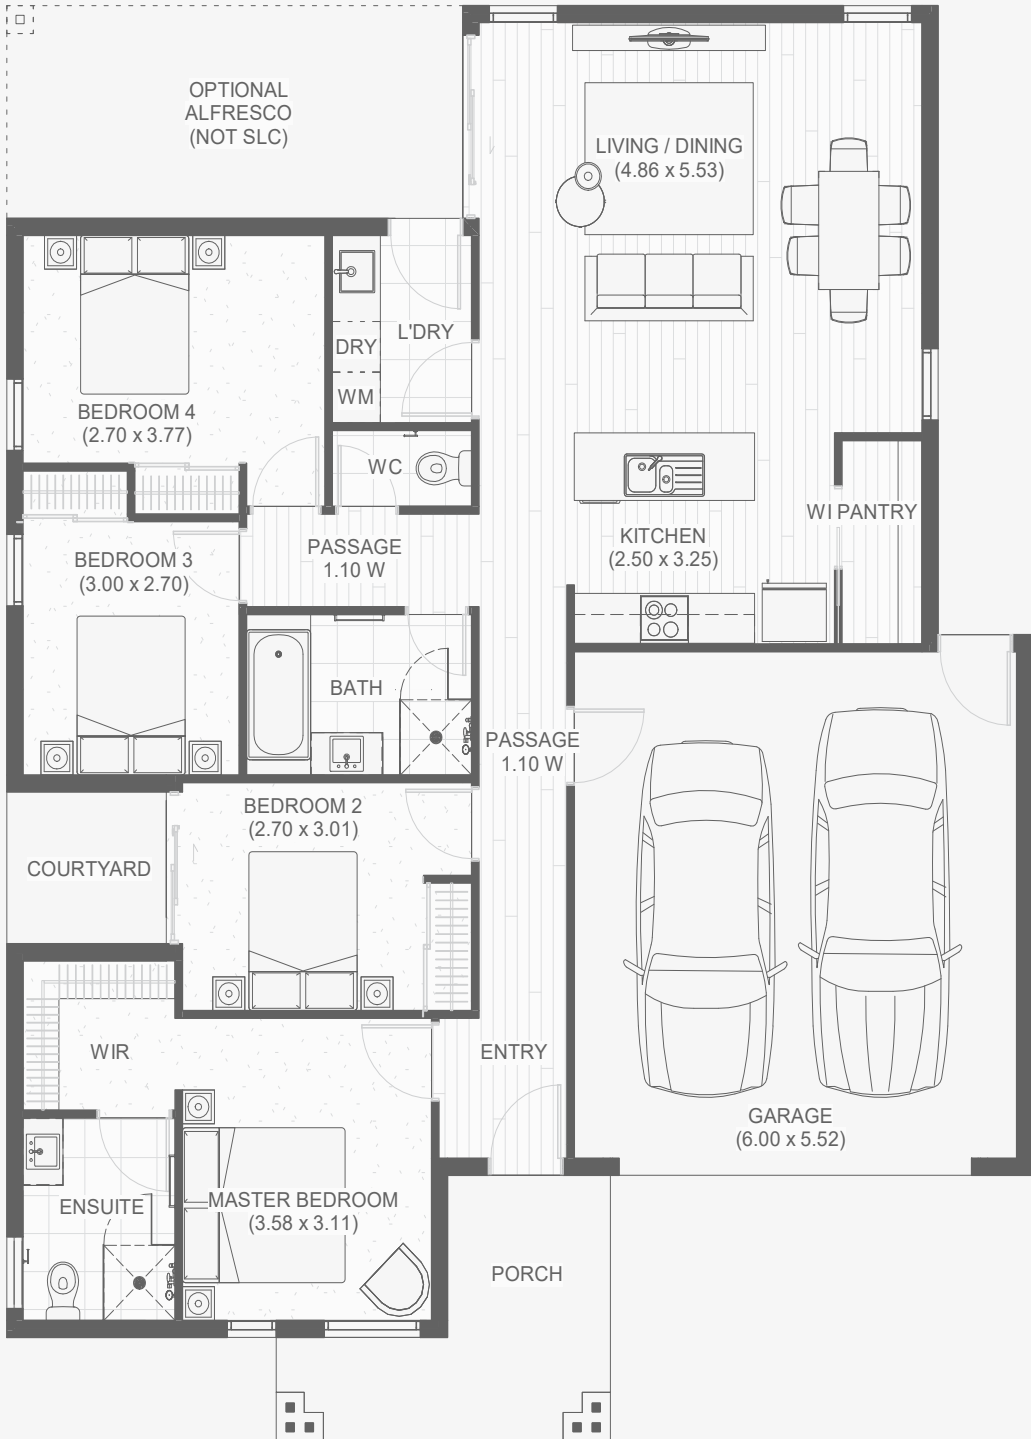 OPTIONAL
ALFRESCO
(NOT SLC)
LIVING / DINING
(4.86 x 5.53)
L'DRY
DRY
WM
BEDROOM 4
(2.70 x 3.77)
WC
WI PANTRY
KITCHEN
(2.50 x 3.25)
PASSAGE
1.10 W
BEDROOM 3
(3.00 x 2.70)
BATH
PASSAGE
1.10 W
BEDROOM 2
(2.70 x 3.01)
COURTYARD
WIR
ENTRY
GARAGE
(6.00 x 5.52)
ENSUITE
MASTER BEDROOM
(3.58 x 3.11)
PORCH